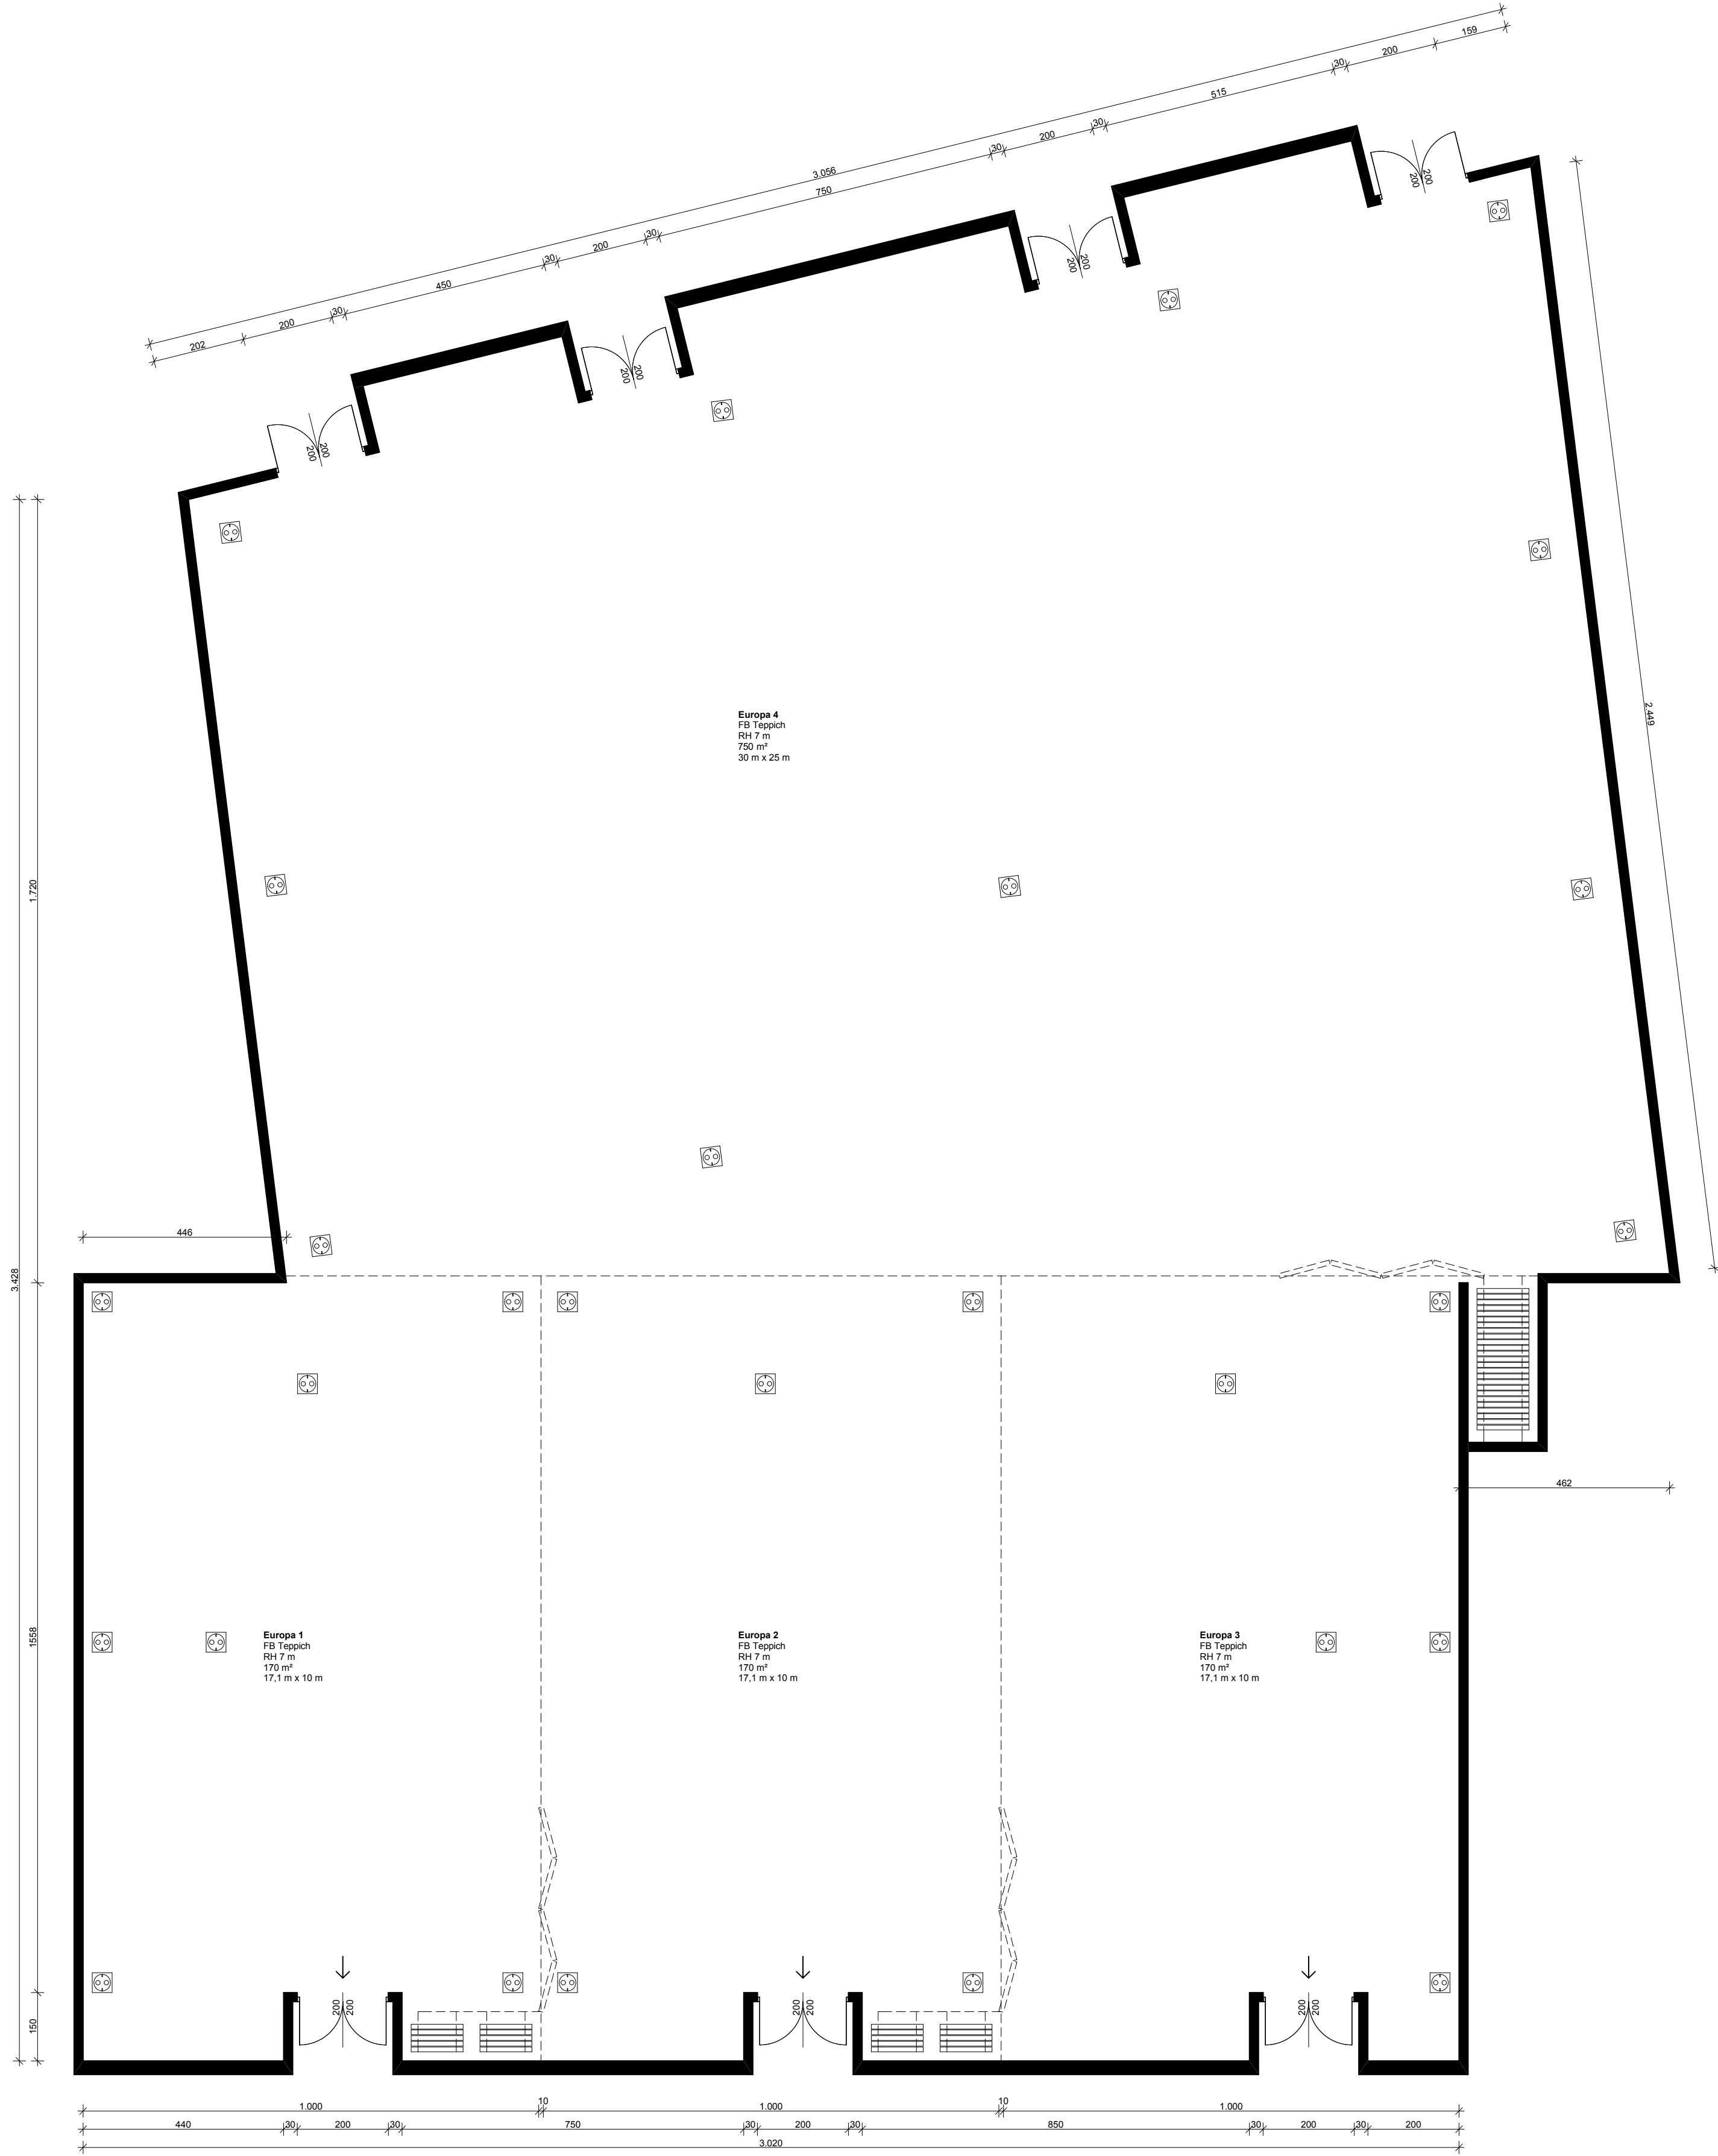 159
200
30
515
30
200
30
3.056
750
30
200
30
450
30
200
202
200
200
200
200
200
200
200
200
Europa 4
FB Teppich
RH 7 m
750 m²
30 m x 25 m
2.449
1.720
446
3.428
462
1558
Europa 1
FB Teppich
RH 7 m
170 m²
17,1 m x 10 m
Europa 2
FB Teppich
RH 7 m
170 m²
17,1 m x 10 m
Europa 3
FB Teppich
RH 7 m
170 m²
17,1 m x 10 m
200
200
200
200
200
200
150
1.000 10 1.000 10 1.000
440 30 200 30 750 30 200 30 850 30 200 30 200
3.020